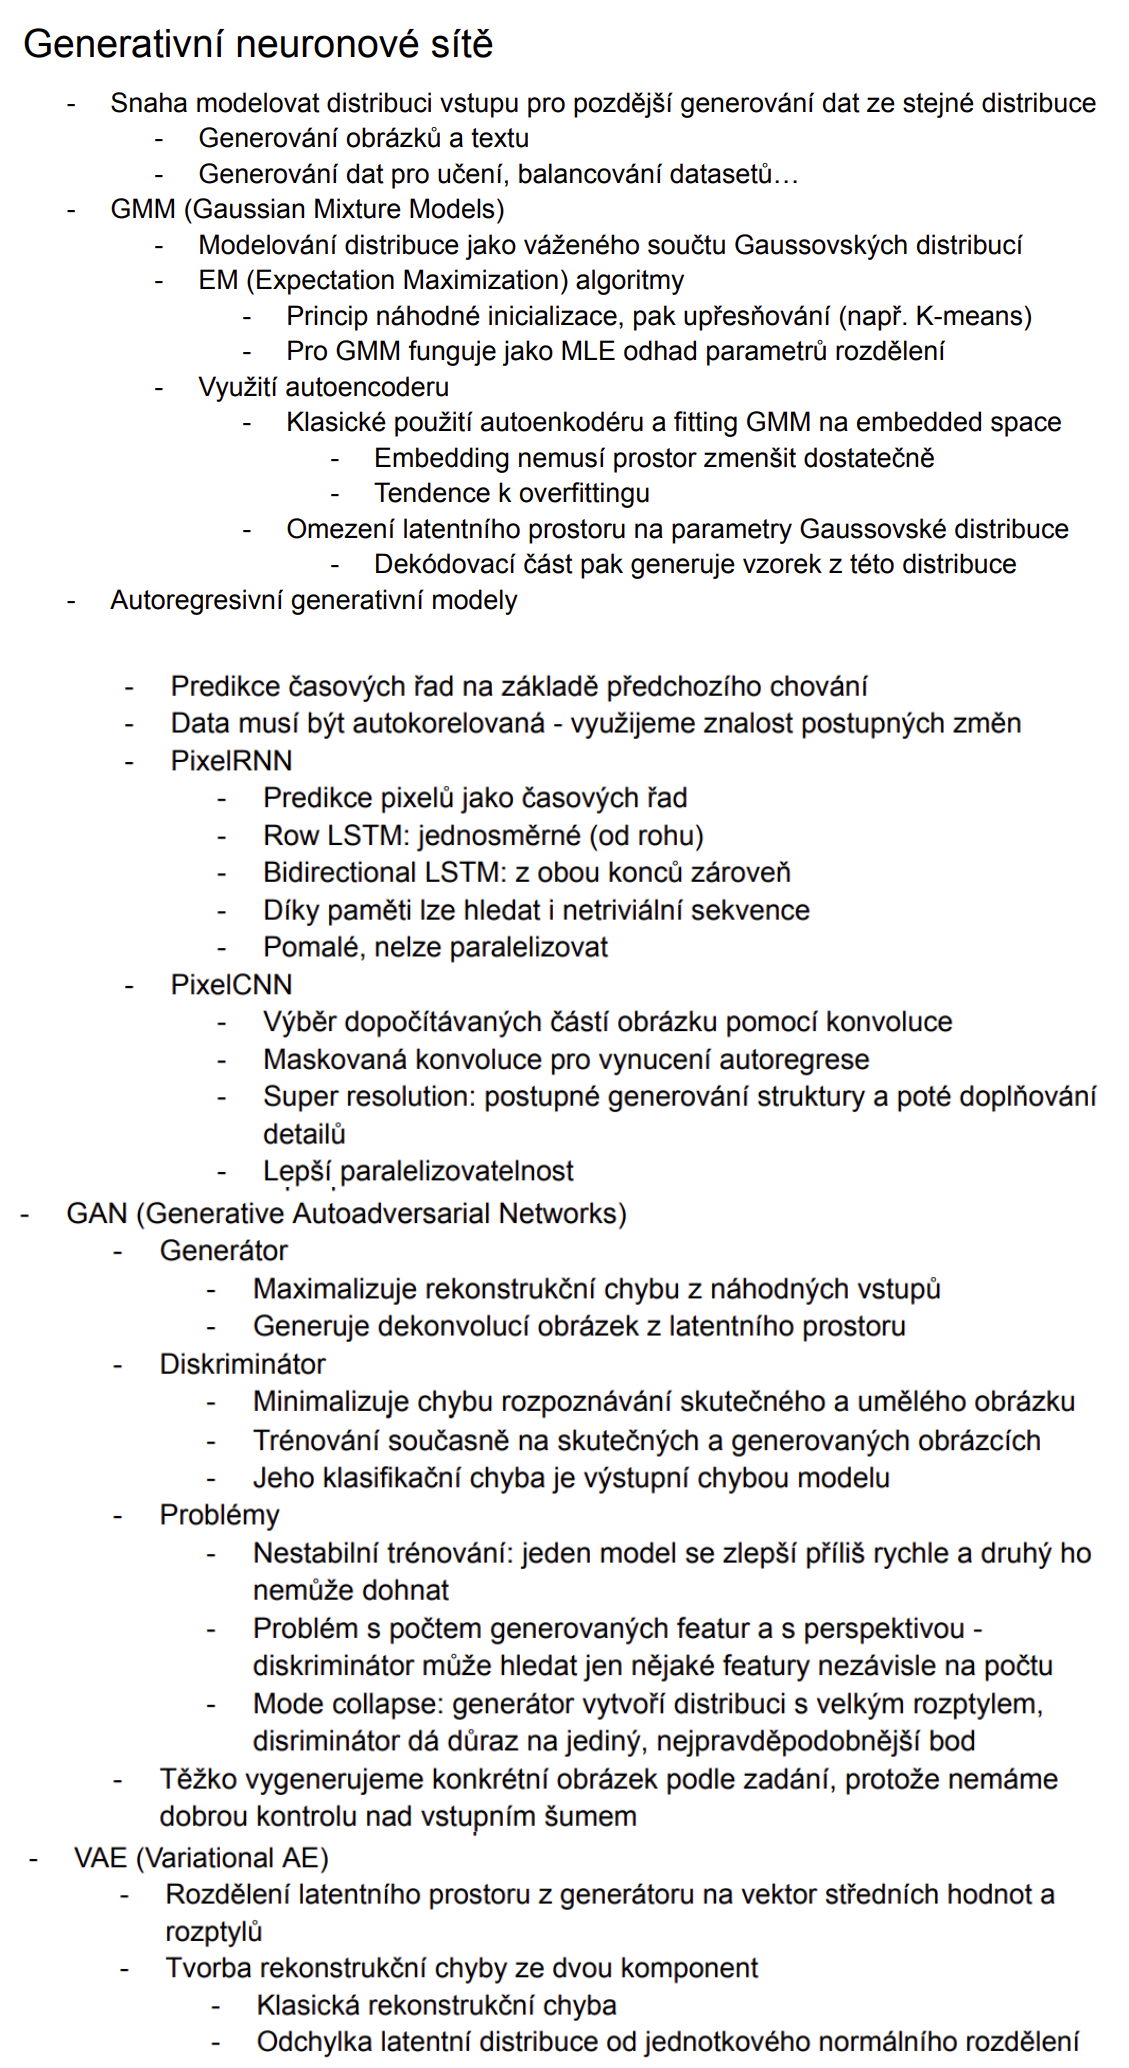 Generativní neuronové sítě
- Snaha modelovat distribuci vstupu pro pozdější generování dat ze stejné distribuce
- Generování obrázků a textu
- Generování dat pro učení, balancování datasetů…
- GMM (Gaussian Mixture Models)
- Modelování distribuce jako váženého součtu Gaussovských distribucí
- EM (Expectation Maximization) algoritmy
- Princip náhodné inicializace, pak upřesňování (např. K-means)
- Pro GMM funguje jako MLE odhad parametrů rozdělení
- Využití autoencoderu
- Klasické použití autoenkodéru a fitting GMM na embedded space
- Embedding nemusí prostor zmenšit dostatečně
- Tendence k overfittingu
- Omezení latentního prostoru na parametry Gaussovské distribuce
- Dekódovací část pak generuje vzorek z této distribuce
- Autoregresivní generativní modely
- Predikce časových řad na základě předchozího chování
- Data musí být autokorelovaná - využijeme znalost postupných změn
- PixelRNN
- Predikce pixelů jako časových řad
- Row LSTM: jednosměrné (od rohu)
- Bidirectional LSTM: z obou konců zároveň
- Díky paměti lze hledat i netriviální sekvence
- Pomalé, nelze paralelizovat
- PixelCNN
- Výběr dopočítávaných částí obrázku pomocí konvoluce
- Maskovaná konvoluce pro vynucení autoregrese
- Super resolution: postupné generování struktury a poté doplňování
detailů
- Lepší paralelizovatelnost
- GAN (Generative Autoadversarial Networks)
- Generátor
- Maximalizuje rekonstrukční chybu z náhodných vstupů
- Generuje dekonvolucí obrázek z latentního prostoru
- Diskriminátor
- Minimalizuje chybu rozpoznávání skutečného a umělého obrázku
- Trénování současně na skutečných a generovaných obrázcích
- Jeho klasifikační chyba je výstupní chybou modelu
- Problémy
- Nestabilní trénování: jeden model se zlepší příliš rychle a druhý ho
nemůže dohnat
- Problém s počtem generovaných featur a s perspektivou -
diskriminátor může hledat jen nějaké featury nezávisle na počtu
- Mode collapse: generátor vytvoří distribuci s velkým rozptylem,
disriminátor dá důraz na jediný, nejpravděpodobnější bod
- Těžko vygenerujeme konkrétní obrázek podle zadání, protože nemáme
dobrou kontrolu nad vstupním šumem
- VAE (Variational AE)
- Rozdělení latentního prostoru z generátoru na vektor středních hodnot a
rozptylů
- Tvorba rekonstrukční chyby ze dvou komponent
- Klasická rekonstrukční chyba
- Odchylka latentní distribuce od jednotkového normálního rozdělení